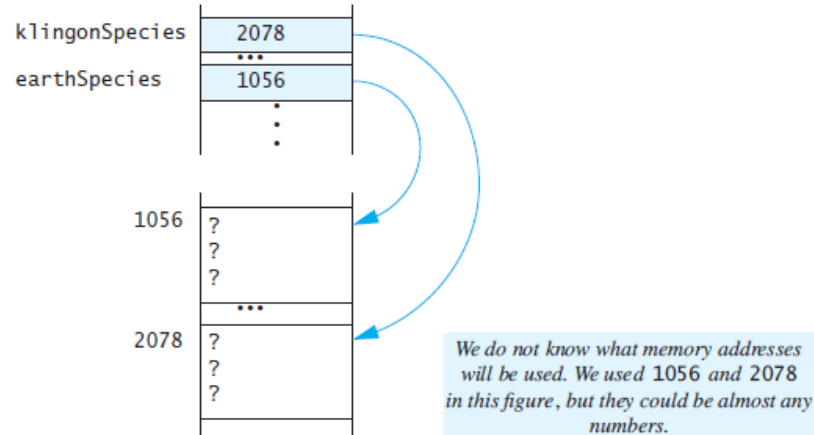 klingonSpecies 2078
...
earthSpecies 1056
.
.
.
1056 ?
?
?
...
2078 ?
?
?
We do not know what memory addresses
will be used. We used 1056 and 2078
in this figure, but they could be almost any
numbers.